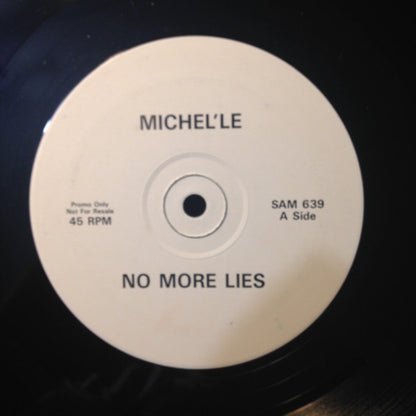 MICHEL'LE
Promo Only
Not For Resale
45 RPM
SAM 639
A Side
NO MORE LIES